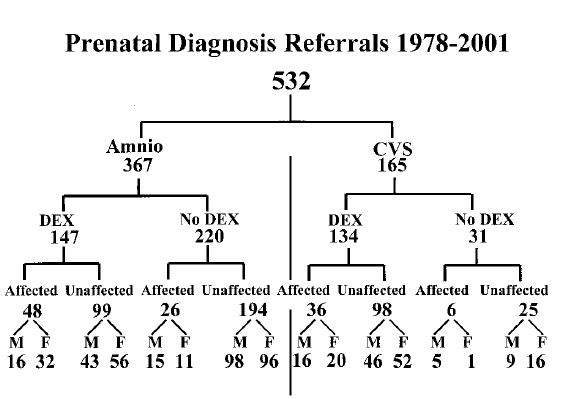 Prenatal Diagnosis Referrals 1978-2001
532
Amnio CVS
367 165
DEX No DEX DEX No DEX
147 220 134 31
Affected Unaffected Affected Unaffected Affected Unaffected Affected Unaffected
48 99 26 194 36 98 6 25
M F M F M F M F M F M F M F M F
16 32 43 56 15 11 98 96 16 20 46 52 5 1 9 16